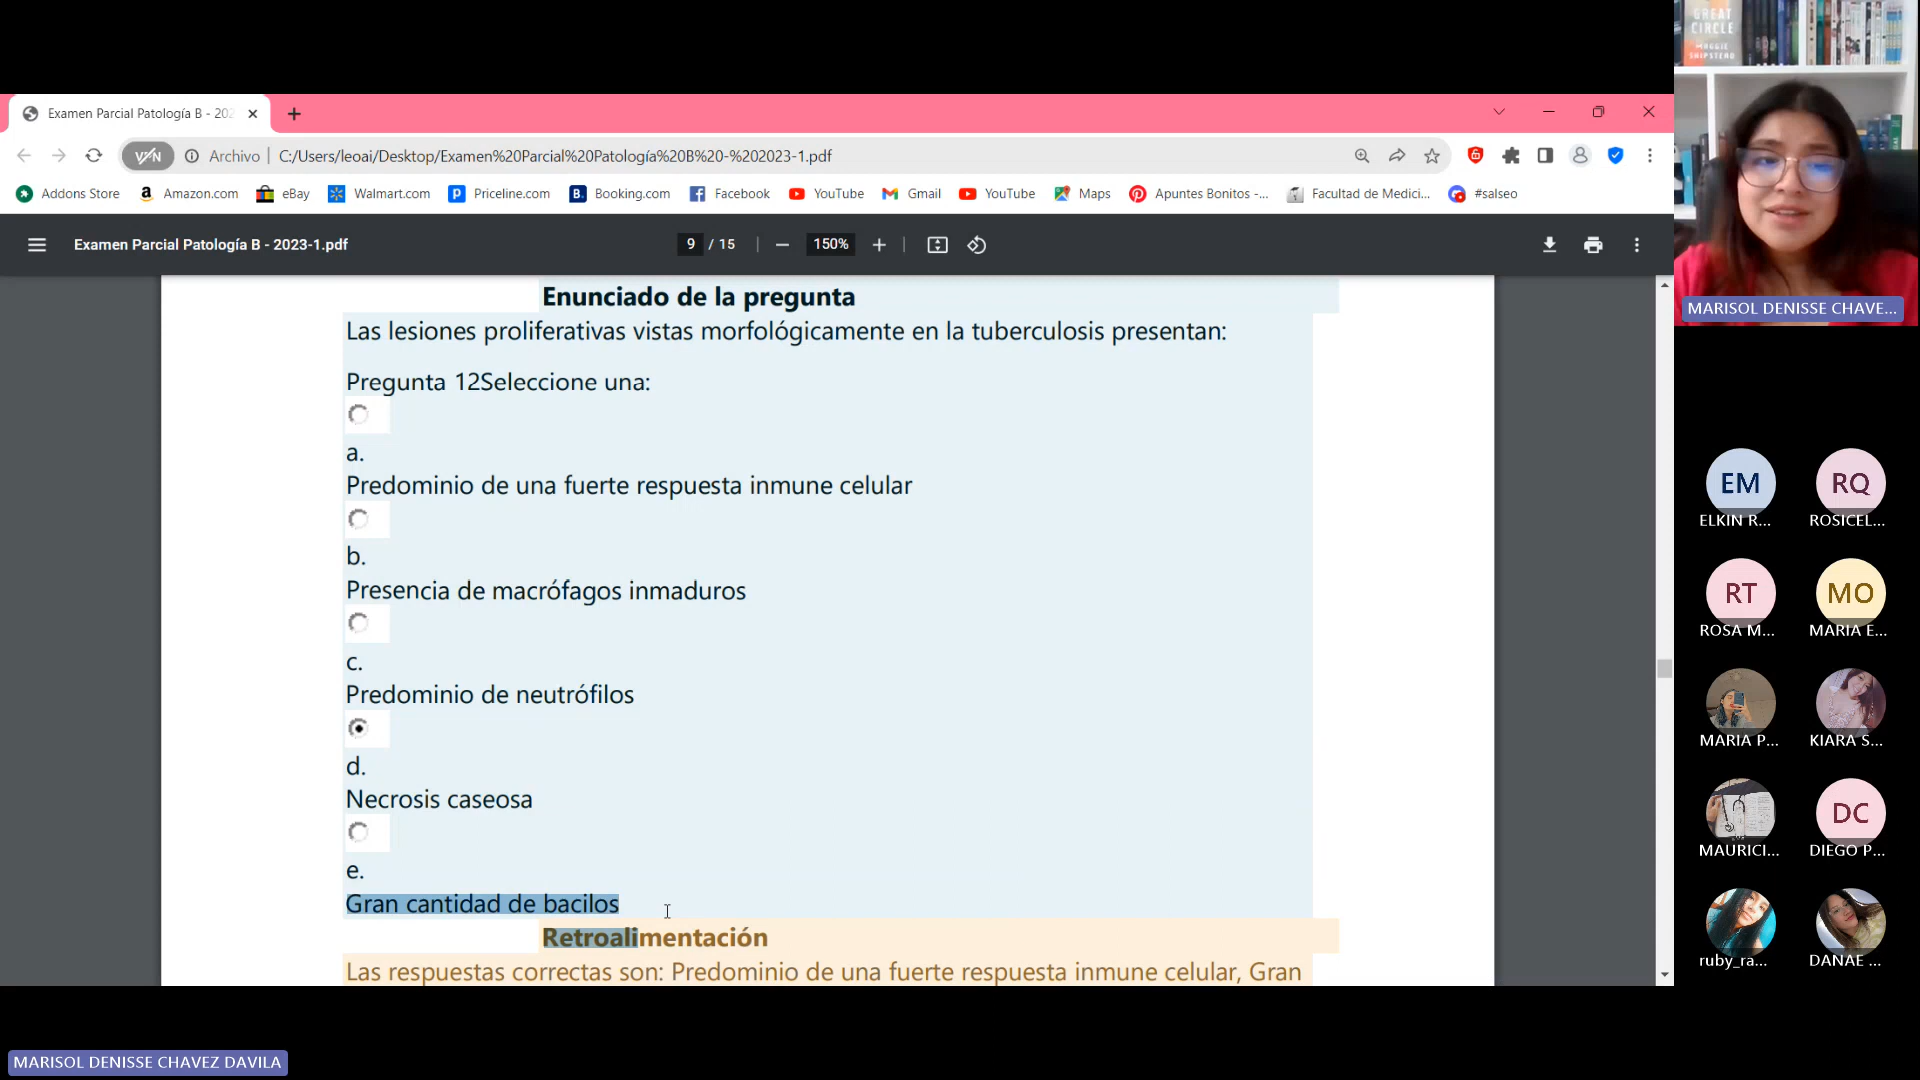 GREAT
CIRCLE
MAGGIE
SHIPSTEAD
Examen Parcial Patología B - 202
Archivo
C:/Users/leoai/Desktop/Examen%20Parcial%20Patología%20B%20-%202023-1.pdf
Addons Store
Amazon.com
eBay
Walmart.com
Priceline.com
Booking.com
Facebook
YouTube
Gmail
YouTube
Maps
Apuntes Bonitos -...
Facultad de Medici...
#salseo
Examen Parcial Patología B - 2023-1.pdf
9 / 15
150%
Enunciado de la pregunta
Las lesiones proliferativas vistas morfológicamente en la tuberculosis presentan:
Pregunta 12Seleccione una:
a.
Predominio de una fuerte respuesta inmune celular
b.
Presencia de macrófagos inmaduros
c.
Predominio de neutrófilos
d.
Necrosis caseosa
e.
Gran cantidad de bacilos
Retroalimentación
Las respuestas correctas son: Predominio de una fuerte respuesta inmune celular, Gran
MARISOL DENISSE CHAVE...
EM
ELKIN R...
RQ
ROSICEL...
RT
ROSA M...
MO
MARIA E...
MARIA P...
KIARA S...
MAURICI...
DC
DIEGO P...
ruby_ra...
DANAE ...
MARISOL DENISSE CHAVEZ DAVILA